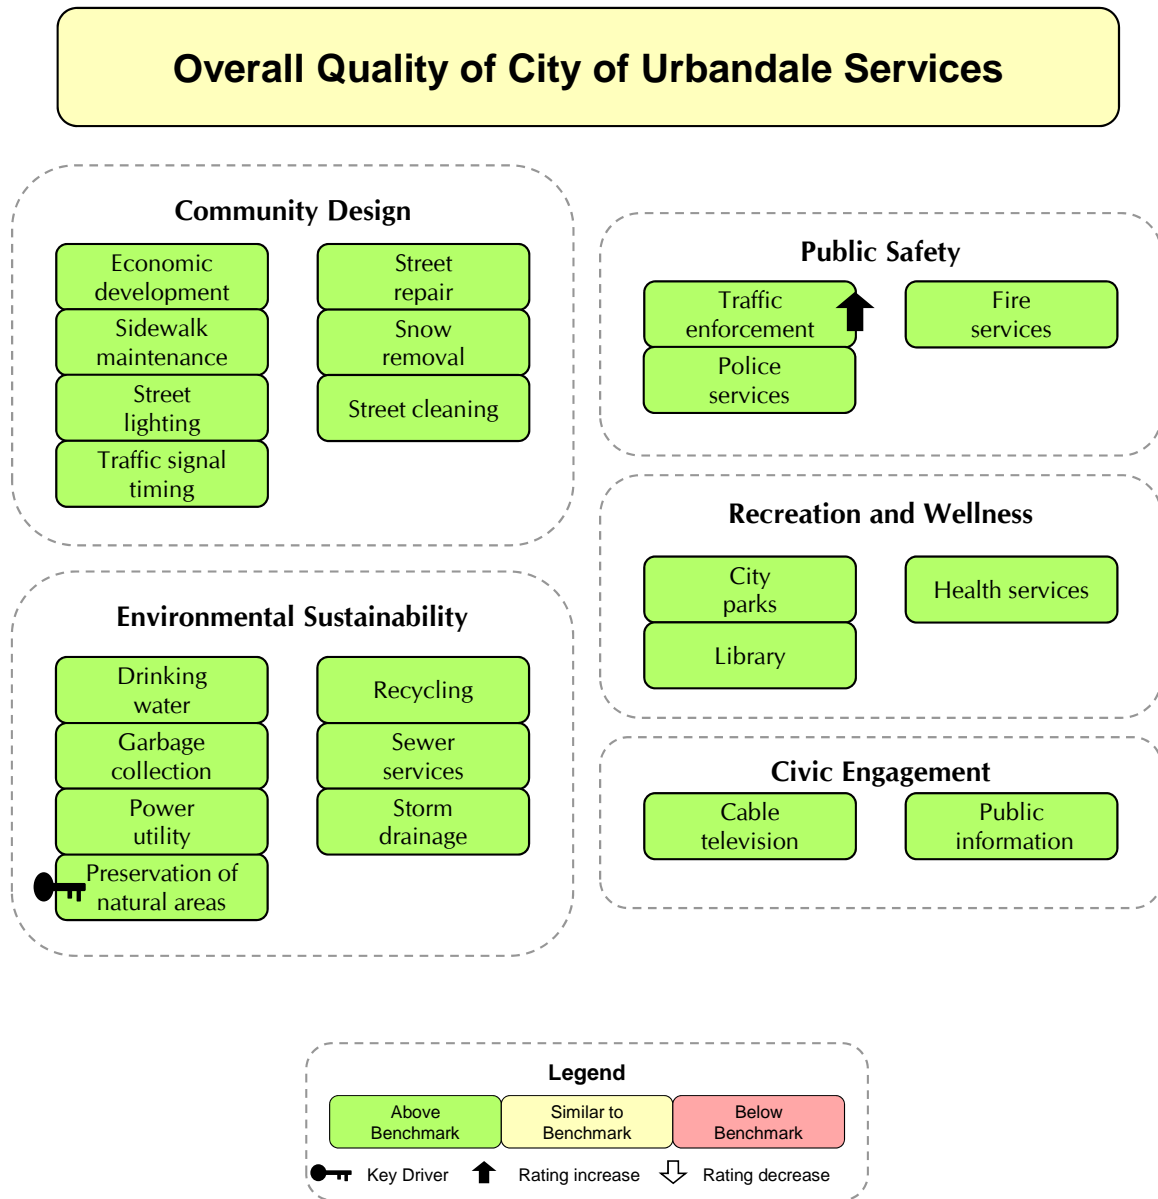 Overall Quality of City of Urbandale Services
Community Design
Economic
development
Sidewalk
maintenance
Street
lighting
Traffic signal
timing
Street
repair
Snow
removal
Street cleaning
Public Safety
Traffic
enforcement
Police
services
Fire
services
Recreation and Wellness
City
parks
Library
Health services
Environmental Sustainability
Drinking
water
Garbage
collection
Power
utility
Preservation of
natural areas
Recycling
Sewer
services
Storm
drainage
Civic Engagement
Cable
television
Public
information
Legend
Above
Benchmark
Similar to
Benchmark
Below
Benchmark
Key Driver
Rating increase
Rating decrease